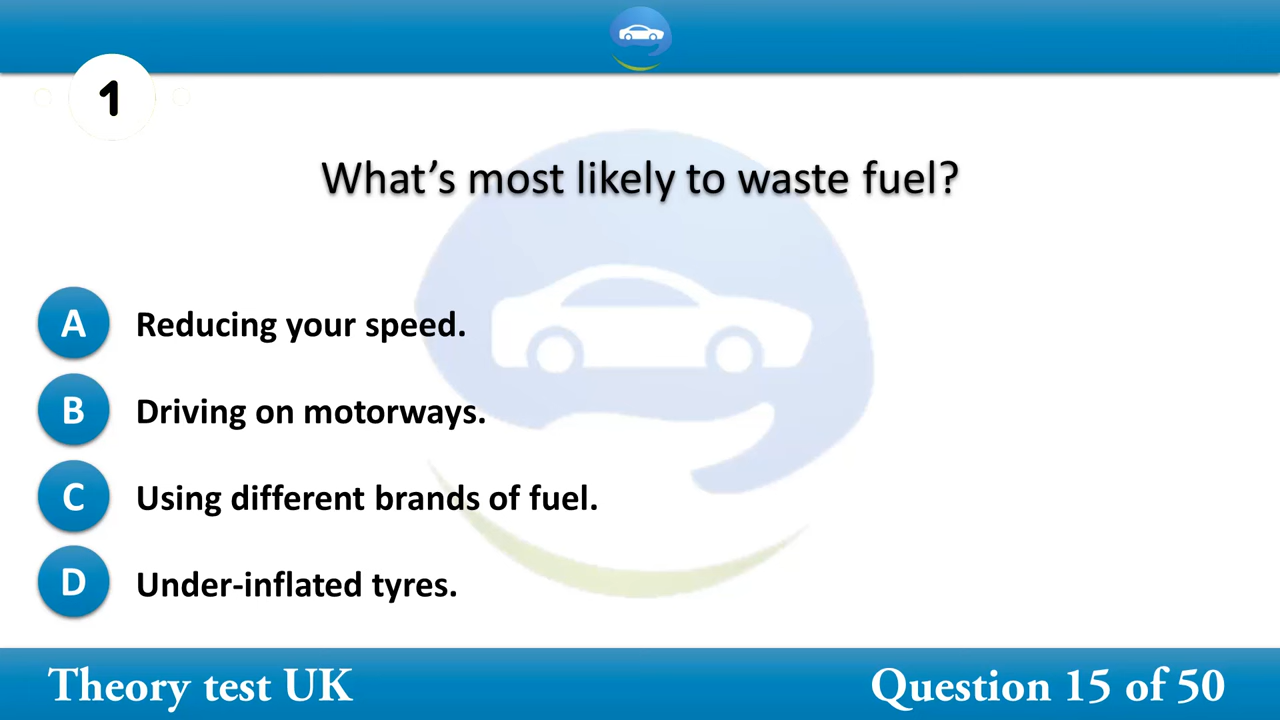 1
What’s most likely to waste fuel?
A Reducing your speed.
B Driving on motorways.
C Using different brands of fuel.
D Under-inflated tyres.
Theory test UK
Question 15 of 50